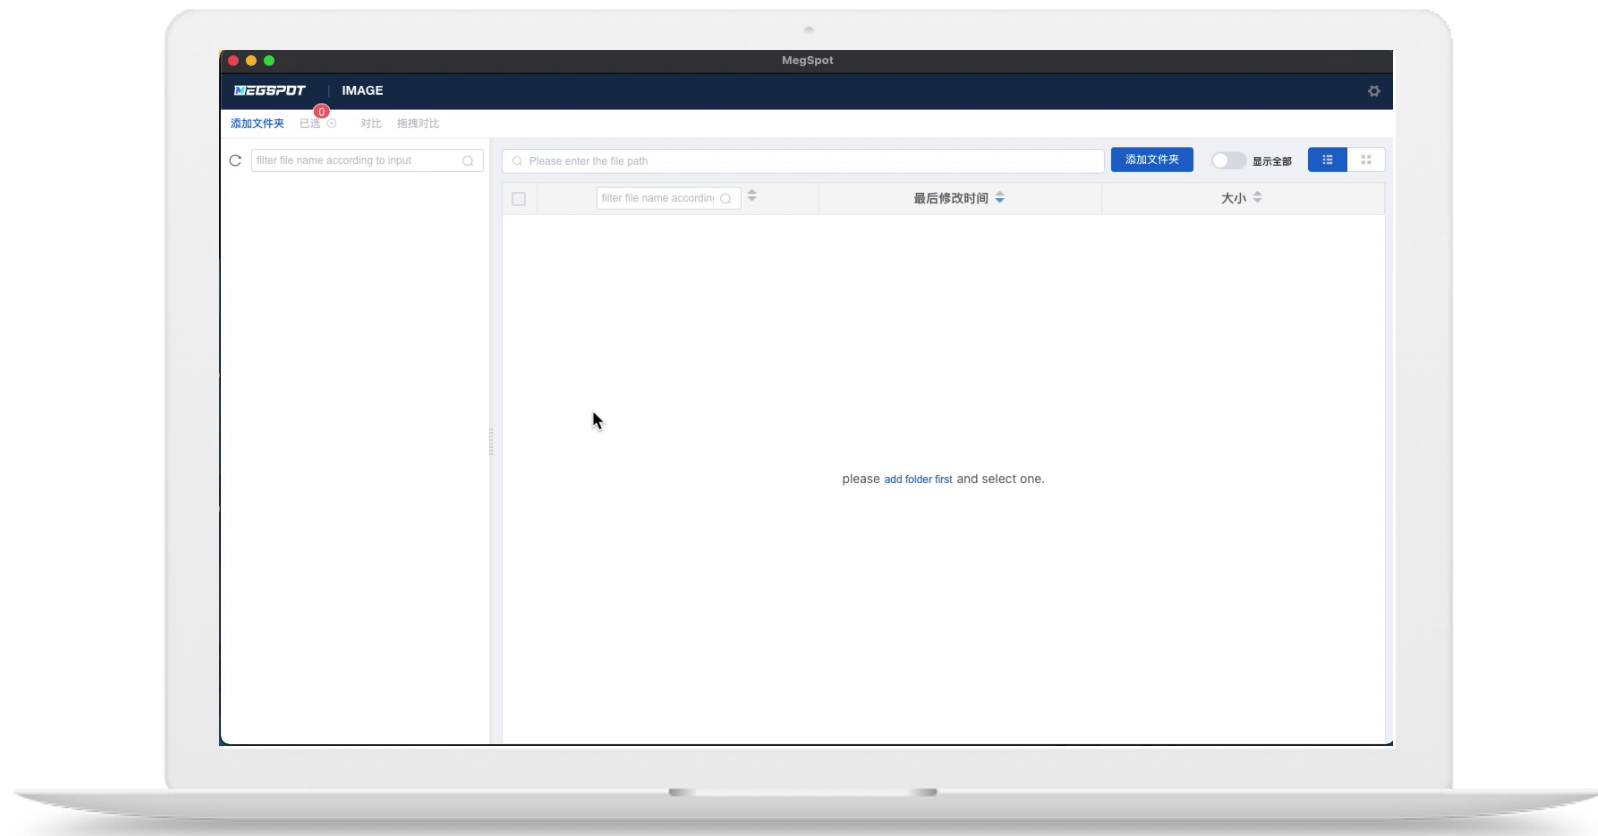 MegSpot
MEGSPOT | IMAGE
添加文件夹 已选 0 对比 拖拽对比
filter file name according to input
Please enter the file path 添加文件夹 显示全部
filter file name accordin 最后修改时间 大小
please add folder first and select one.